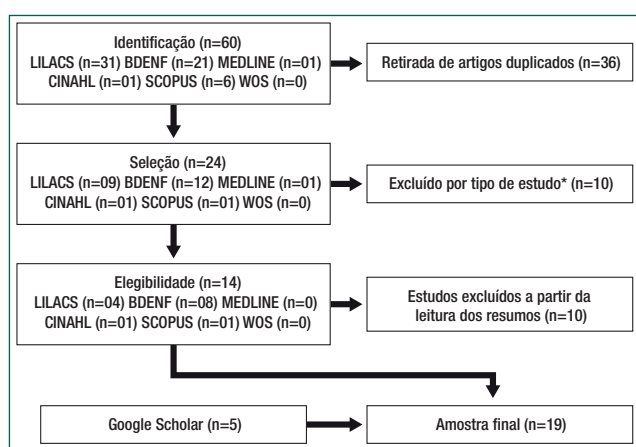 Identificação (n=60)
LILACS (n=31) BDENF (n=21) MEDLINE (n=01)
CINAHL (n=01) SCOPUS (n=6) WOS (n=0)
Retirada de artigos duplicados (n=36)
Seleção (n=24)
LILACS (n=09) BDENF (n=12) MEDLINE (n=01)
CINAHL (n=01) SCOPUS (n=01) WOS (n=0)
Excluído por tipo de estudo* (n=10)
Elegibilidade (n=14)
LILACS (n=04) BDENF (n=08) MEDLINE (n=0)
CINAHL (n=01) SCOPUS (n=01) WOS (n=0)
Estudos excluídos a partir da
leitura dos resumos (n=10)
Google Scholar (n=5)
Amostra final (n=19)